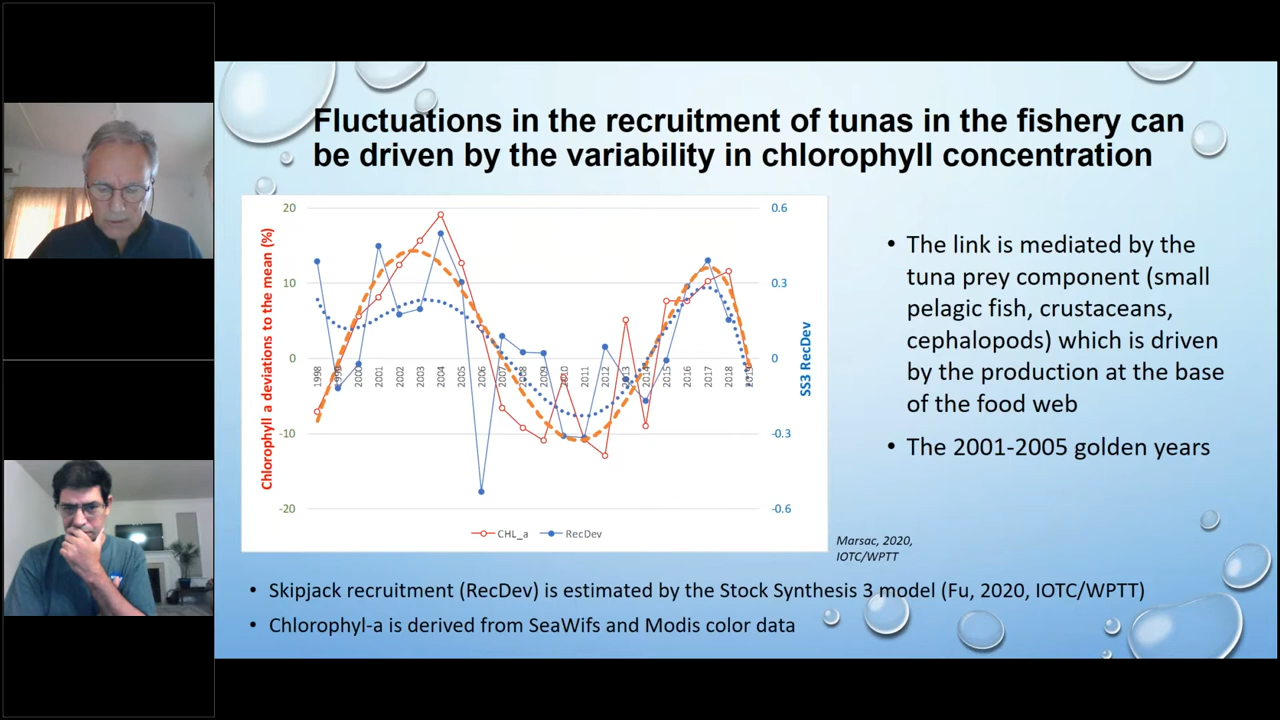 Fluctuations in the recruitment of tunas in the fishery can
be driven by the variability in chlorophyll concentration
Chlorophyll a deviations to the mean (%)
20
10
0
-10
-20
1998
1999
2000
2001
2002
2003
2004
2005
2006
2007
2008
2009
2010
2011
2012
2013
2014
2015
2016
2017
2018
2019
0.6
0.3
0
-0.3
-0.6
SS3 RecDev
CHL_a
RecDev
• The link is mediated by the
tuna prey component (small
pelagic fish, crustaceans,
cephalopods) which is driven
by the production at the base
of the food web
• The 2001-2005 golden years
Marsac, 2020,
IOTC/WPTT
• Skipjack recruitment (RecDev) is estimated by the Stock Synthesis 3 model (Fu, 2020, IOTC/WPTT)
• Chlorophyl-a is derived from SeaWifs and Modis color data